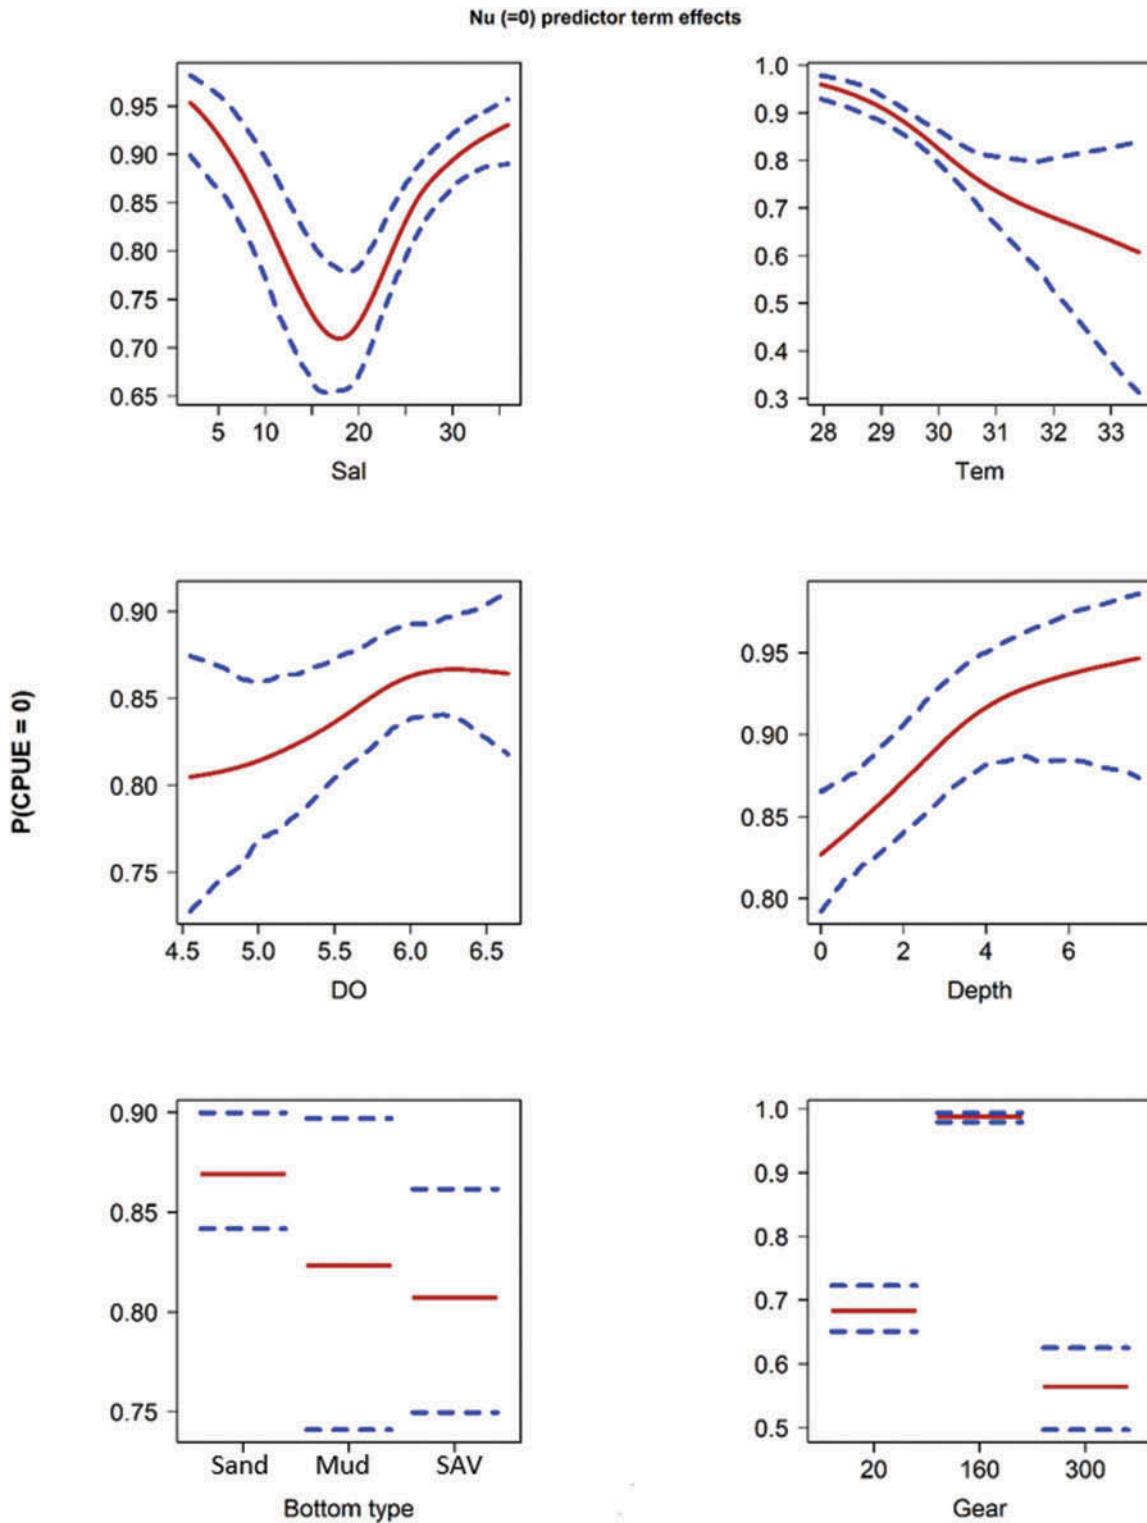 Nu (=0) predictor term effects
0.95
0.90
0.85
0.80
0.75
0.70
0.65
5 10 20 30
Sal
1.0
0.9
0.8
0.7
0.6
0.5
0.4
0.3
28 29 30 31 32 33
Tem
P(CPUE = 0)
0.90
0.85
0.80
0.75
4.5 5.0 5.5 6.0 6.5
DO
0.95
0.90
0.85
0.80
0 2 4 6
Depth
0.90
0.85
0.80
0.75
Sand Mud SAV
Bottom type
1.0
0.9
0.8
0.7
0.6
0.5
20 160 300
Gear